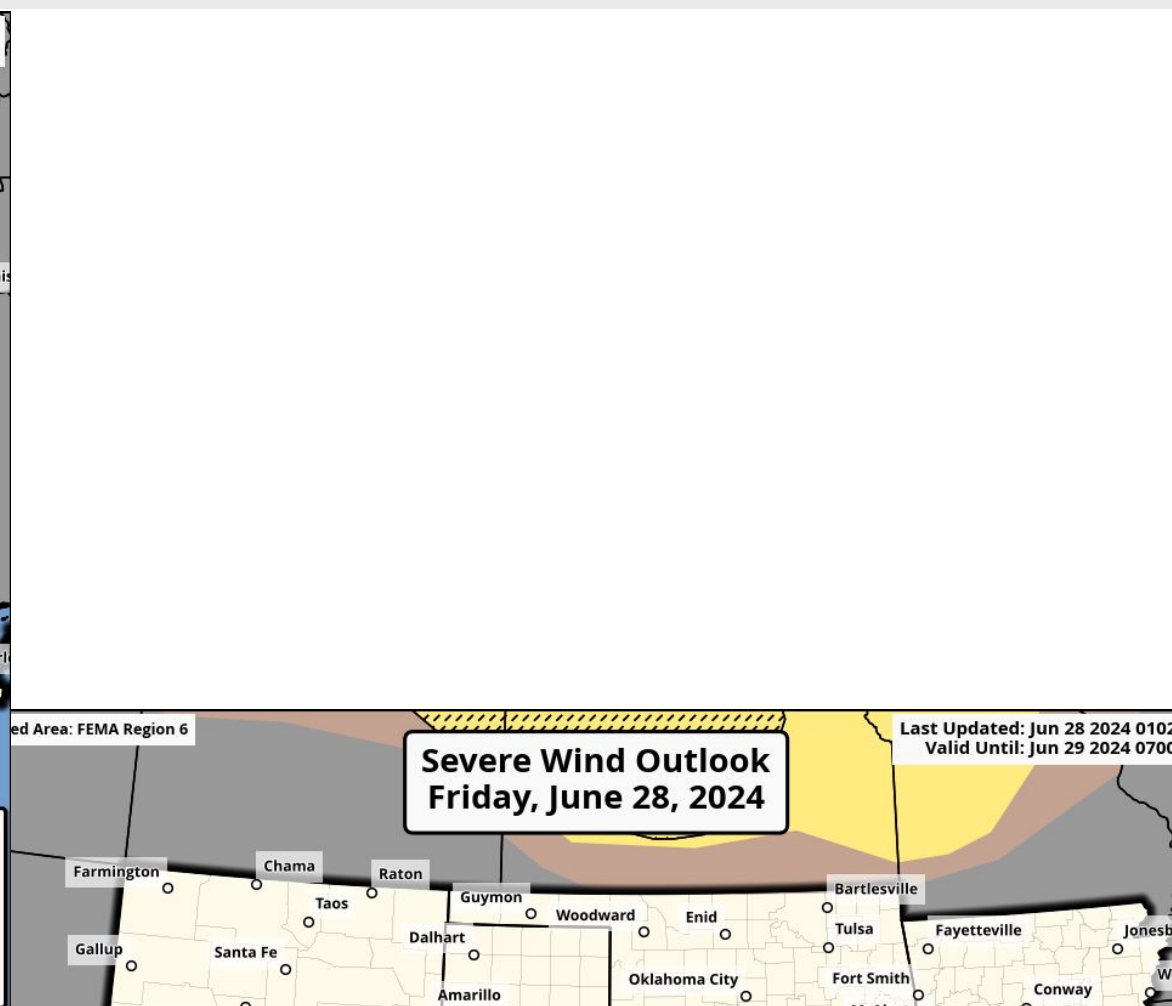 ed Area: FEMA Region 6
Last Updated: Jun 28 2024 0102
Valid Until: Jun 29 2024 0700
Severe Wind Outlook
Friday, June 28, 2024
Farmington
Chama
Raton
Guymon
Bartlesville
Taos
Woodward
Enid
Tulsa
Fayetteville
Jonesb
Gallup
Santa Fe
Dalhart
Oklahoma City
Fort Smith
Conway
Amarillo
W